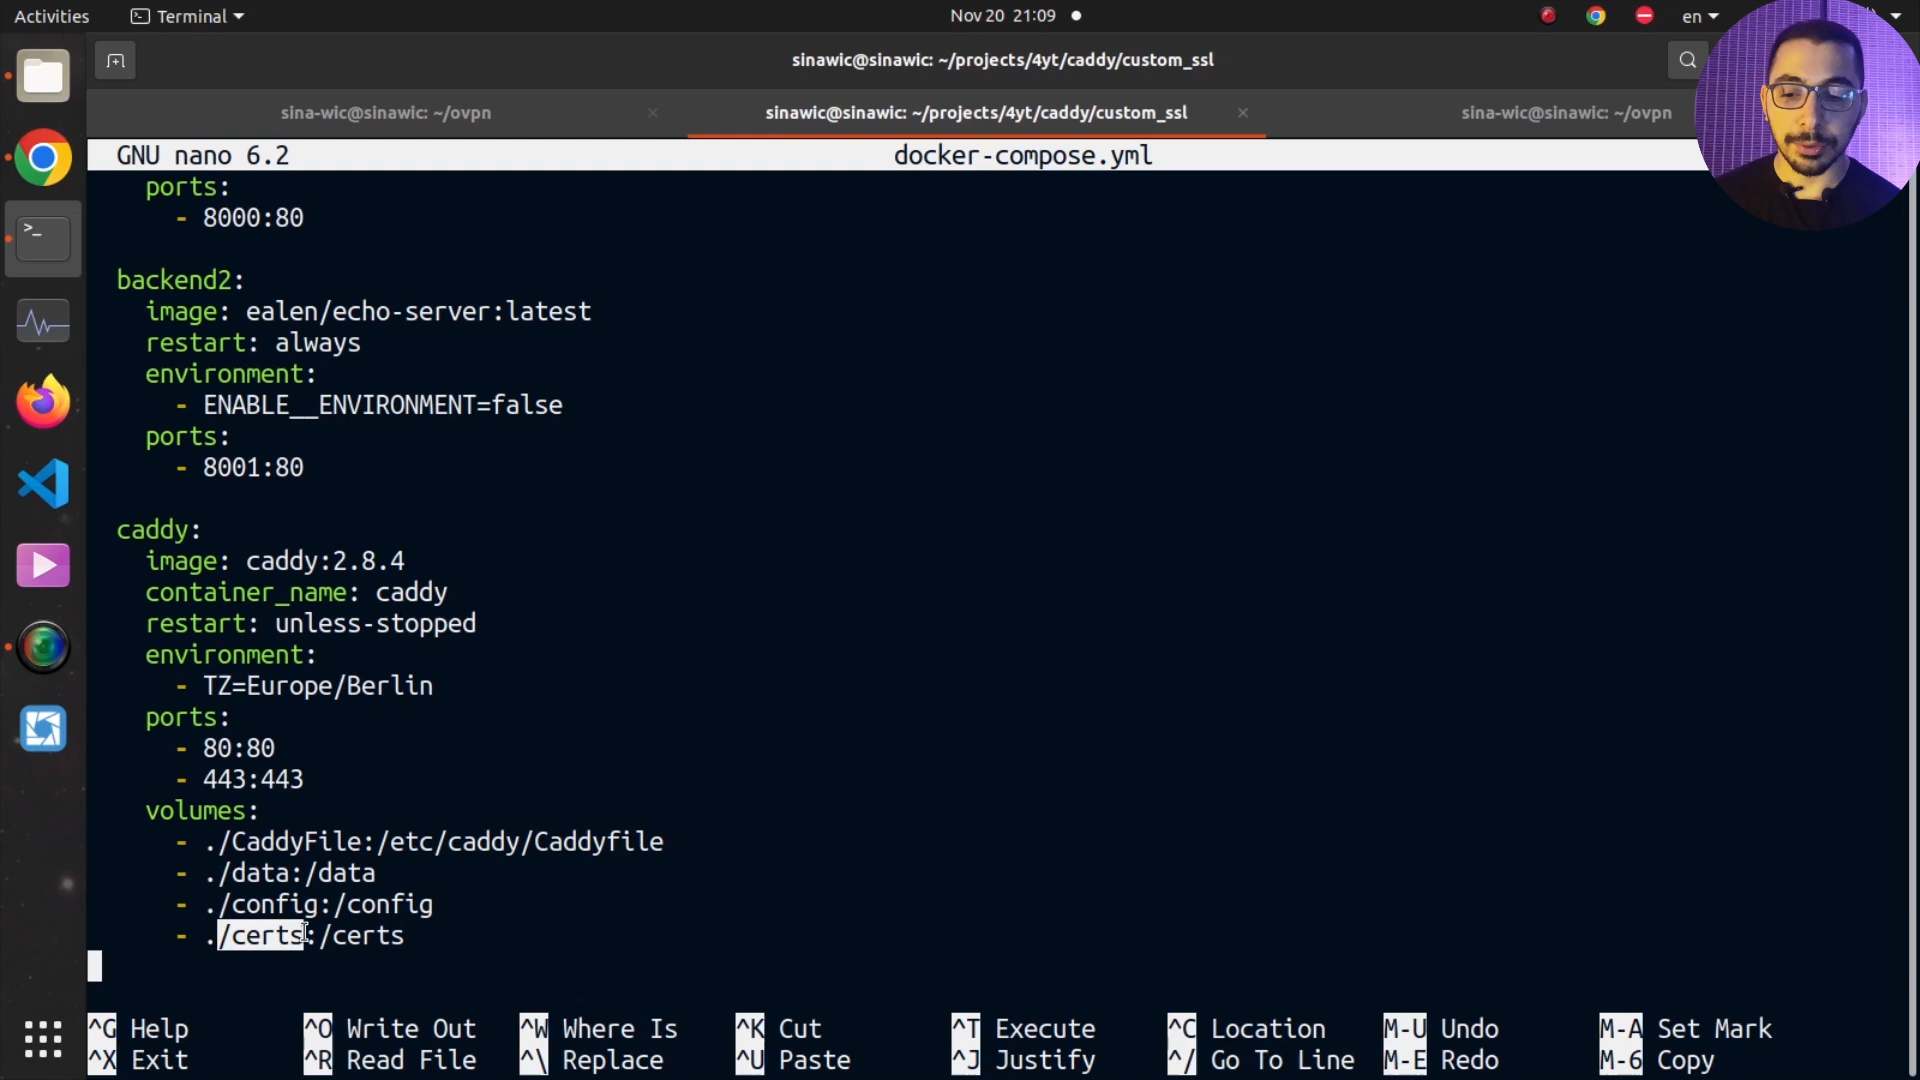 Activities
Terminal
Nov 20 21:09
en
sinawic@sinawic: ~/projects/4yt/caddy/custom_ssl
sina-wic@sinawic: ~/ovpn
sinawic@sinawic: ~/projects/4yt/caddy/custom_ssl
sina-wic@sinawic: ~/ovpn
GNU nano 6.2
docker-compose.yml
ports:
- 8000:80
backend2:
image: ealen/echo-server:latest
restart: always
environment:
- ENABLE__ENVIRONMENT=false
ports:
- 8001:80
caddy:
image: caddy:2.8.4
container_name: caddy
restart: unless-stopped
environment:
- TZ=Europe/Berlin
ports:
- 80:80
- 443:443
volumes:
- ./CaddyFile:/etc/caddy/Caddyfile
- ./data:/data
- ./config:/config
- ./certs:/certs
^G Help ^O Write Out ^W Where Is ^K Cut ^T Execute ^C Location M-U Undo M-A Set Mark
^X Exit ^R Read File ^\ Replace ^U Paste ^J Justify ^/ Go To Line M-E Redo M-6 Copy